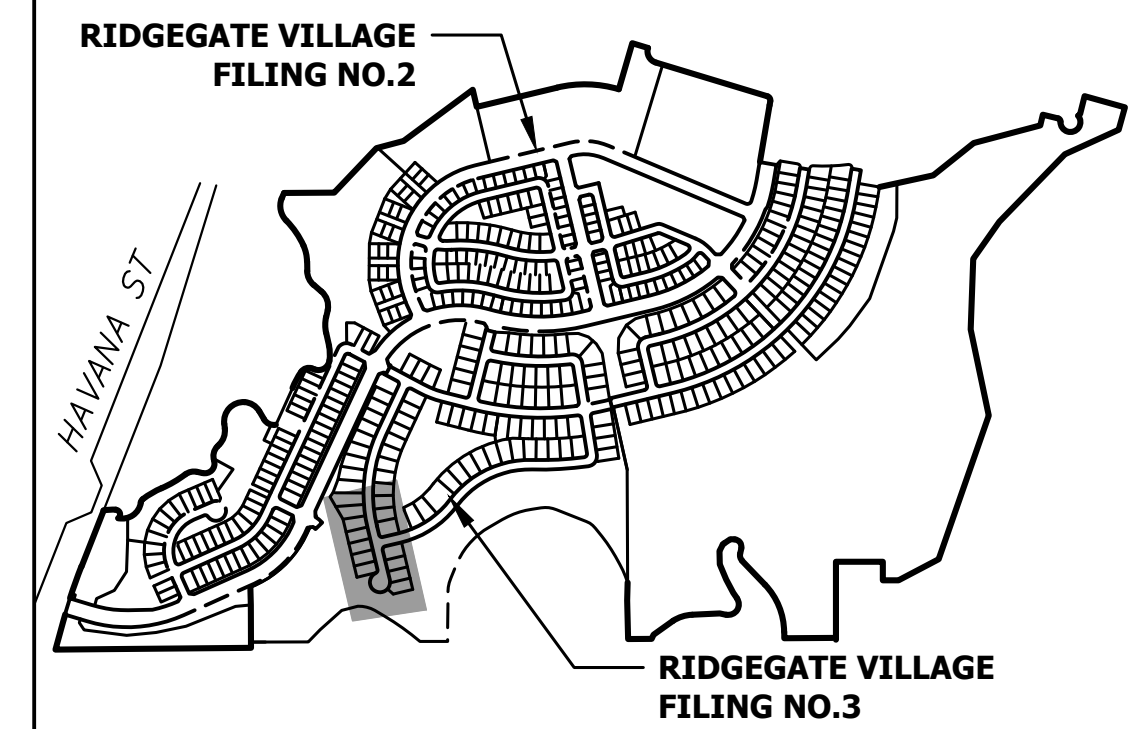 RIDGEGATE VILLAGE
FILING NO.2
HAVANA ST
RIDGEGATE VILLAGE
FILING NO.3